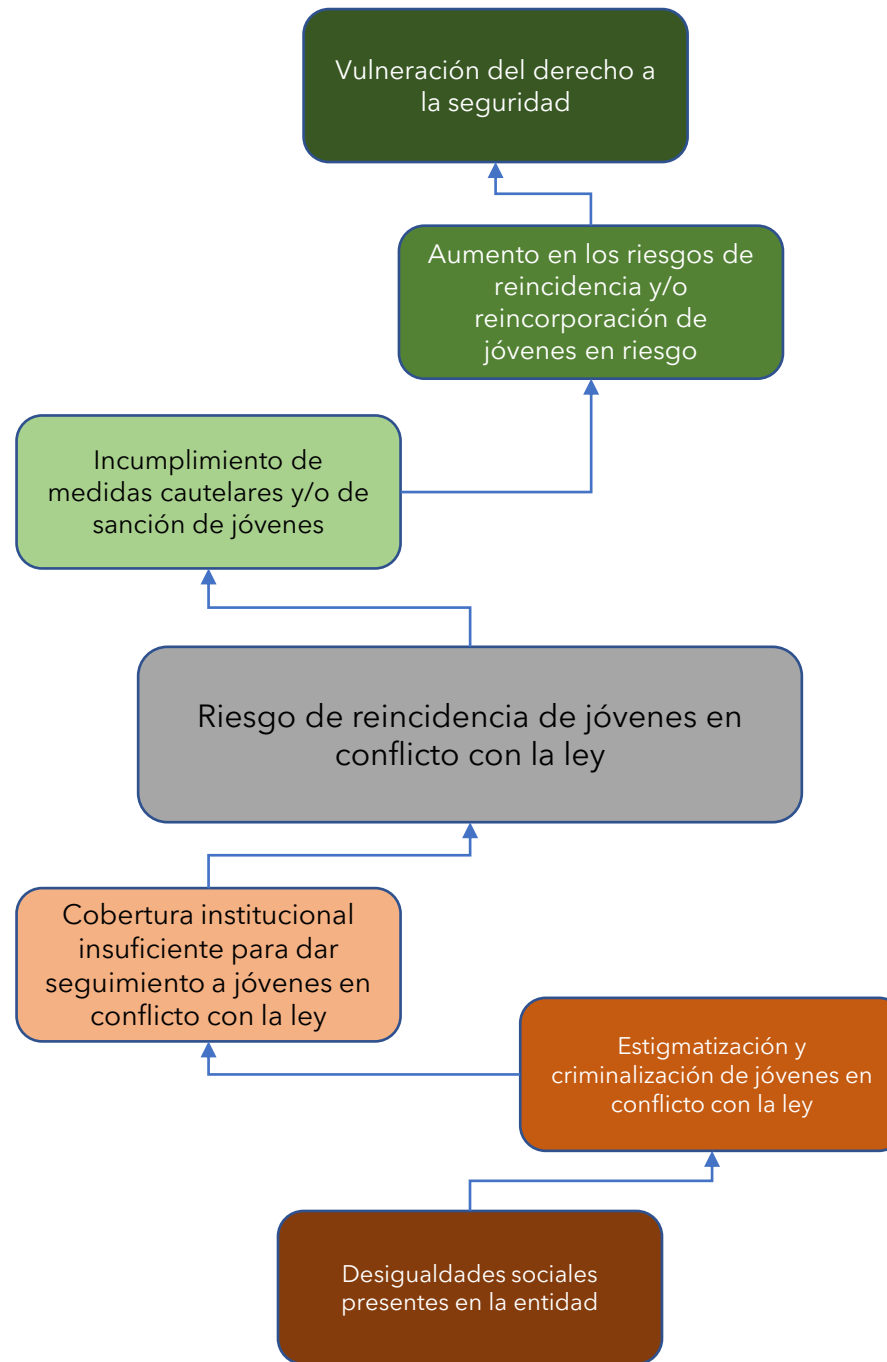 Vulneración del derecho a
la seguridad
Aumento en los riesgos de
reincidencia y/o
reincorporación de
jóvenes en riesgo
Incumplimiento de
medidas cautelares y/o de
sanción de jóvenes
Riesgo de reincidencia de jóvenes en
conflicto con la ley
Cobertura institucional
insuficiente para dar
seguimiento a jóvenes en
conflicto con la ley
Estigmatización y
criminalización de jóvenes en
conflicto con la ley
Desigualdades sociales
presentes en la entidad